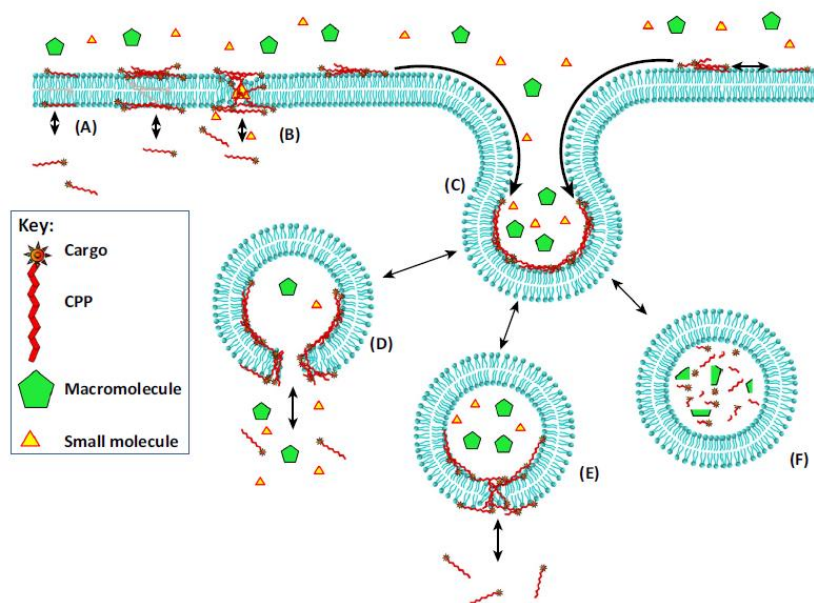 (A)
(B)
(C)
Key:
Cargo
CPP
Macromolecule
Small molecule
(D)
(E)
(F)